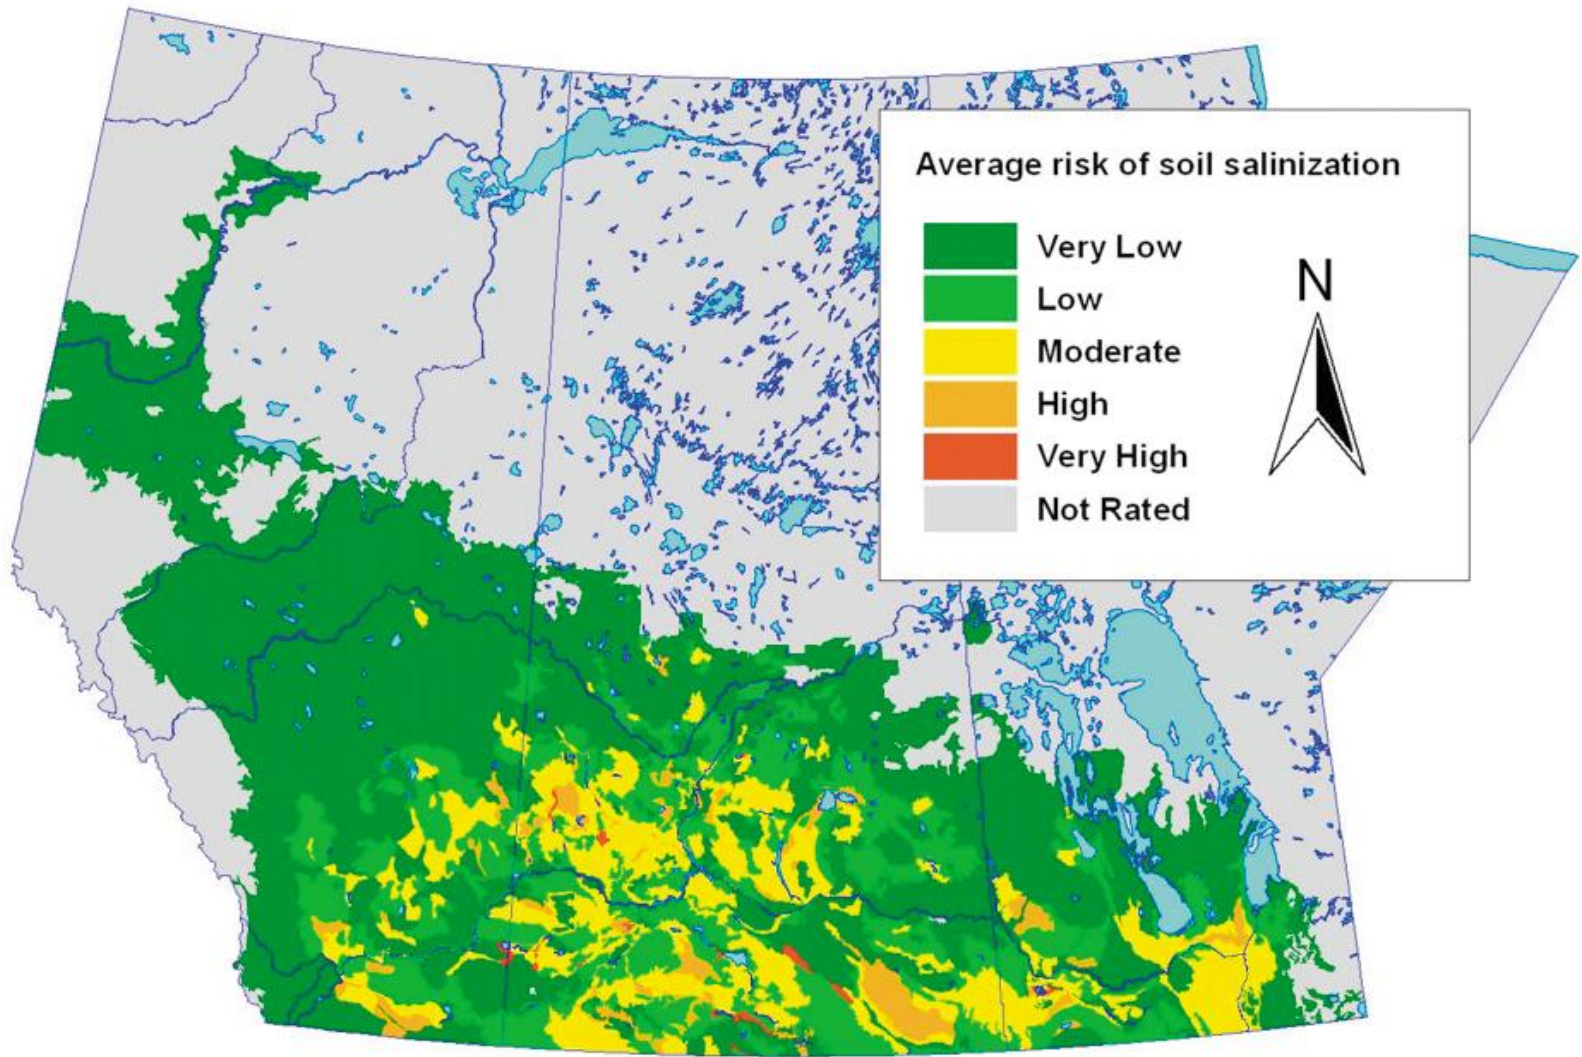 Average risk of soil salinization
Very Low
N
Low
Moderate
High
Very High
Not Rated